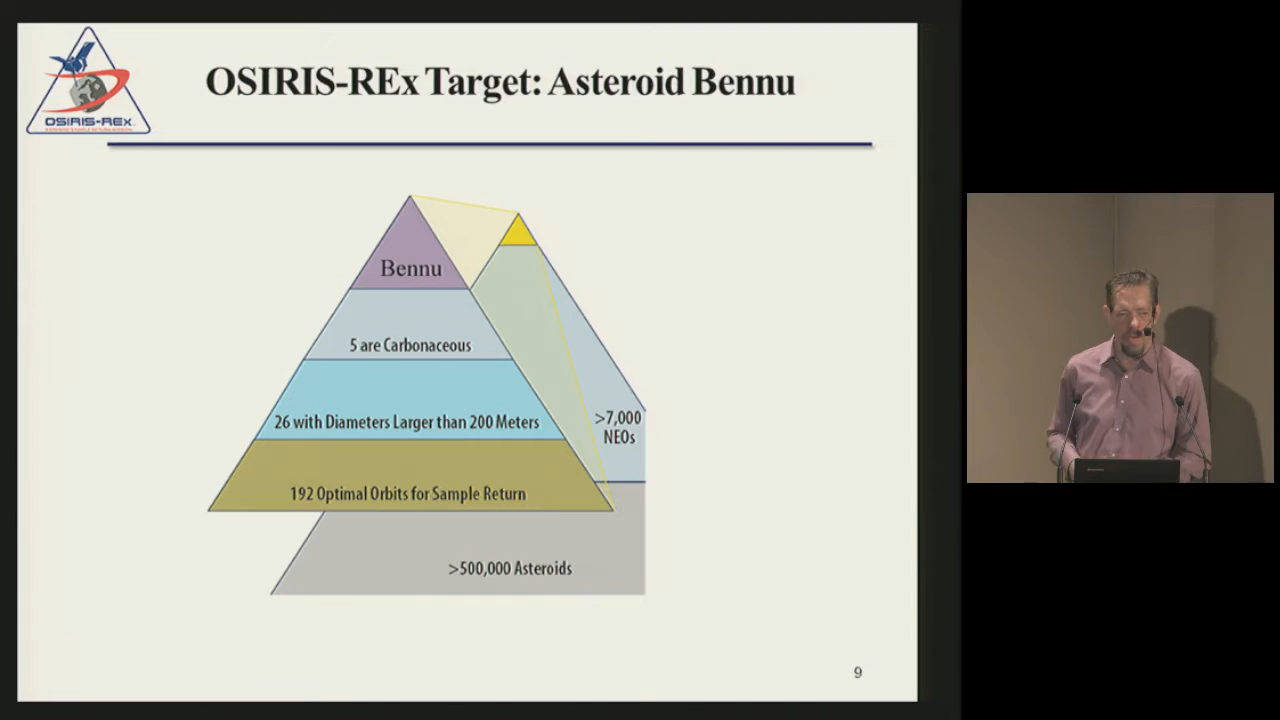 OSIRIS-REx Target: Asteroid Bennu
OSIRIS-REx
Bennu
5 are Carbonaceous
26 with Diameters Larger than 200 Meters
>7,000
NEOs
192 Optimal Orbits for Sample Return
>500,000 Asteroids
9